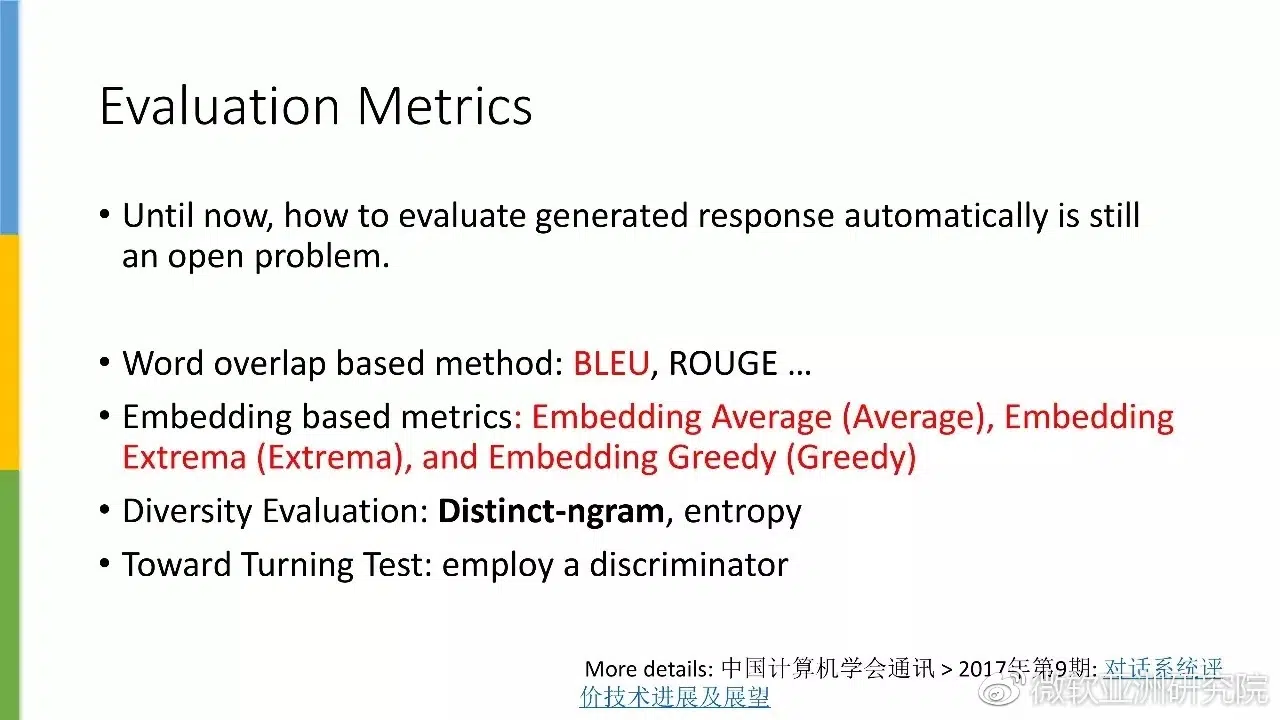 Evaluation Metrics
• Until now, how to evaluate generated response automatically is still
an open problem.
• Word overlap based method: BLEU, ROUGE …
• Embedding based metrics: Embedding Average (Average), Embedding
Extrema (Extrema), and Embedding Greedy (Greedy)
• Diversity Evaluation: Distinct-ngram, entropy
• Toward Turning Test: employ a discriminator
More details: 中国计算机学会通讯 > 2017年第9期: 对话系统评
价技术进展及展望
微软亚洲研究院